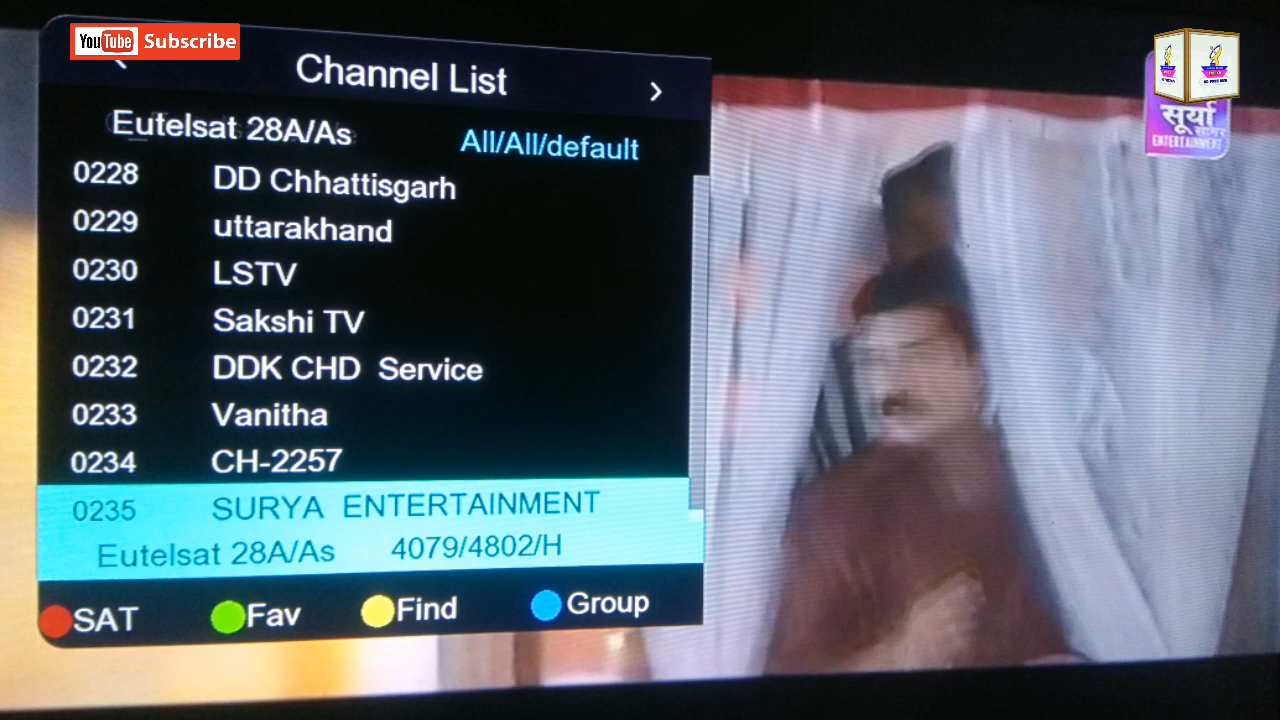 YouTube Subscribe
Channel List
Eutelsat 28A/As All/All/default
0228 DD Chhattisgarh
0229 uttarakhand
0230 LSTV
0231 Sakshi TV
0232 DDK CHD Service
0233 Vanitha
0234 CH-2257
0235 SURYA ENTERTAINMENT
Eutelsat 28A/As 4079/4802/H
SAT Fav Find Group
सूर्या
सागर
ENTERTAINMENT